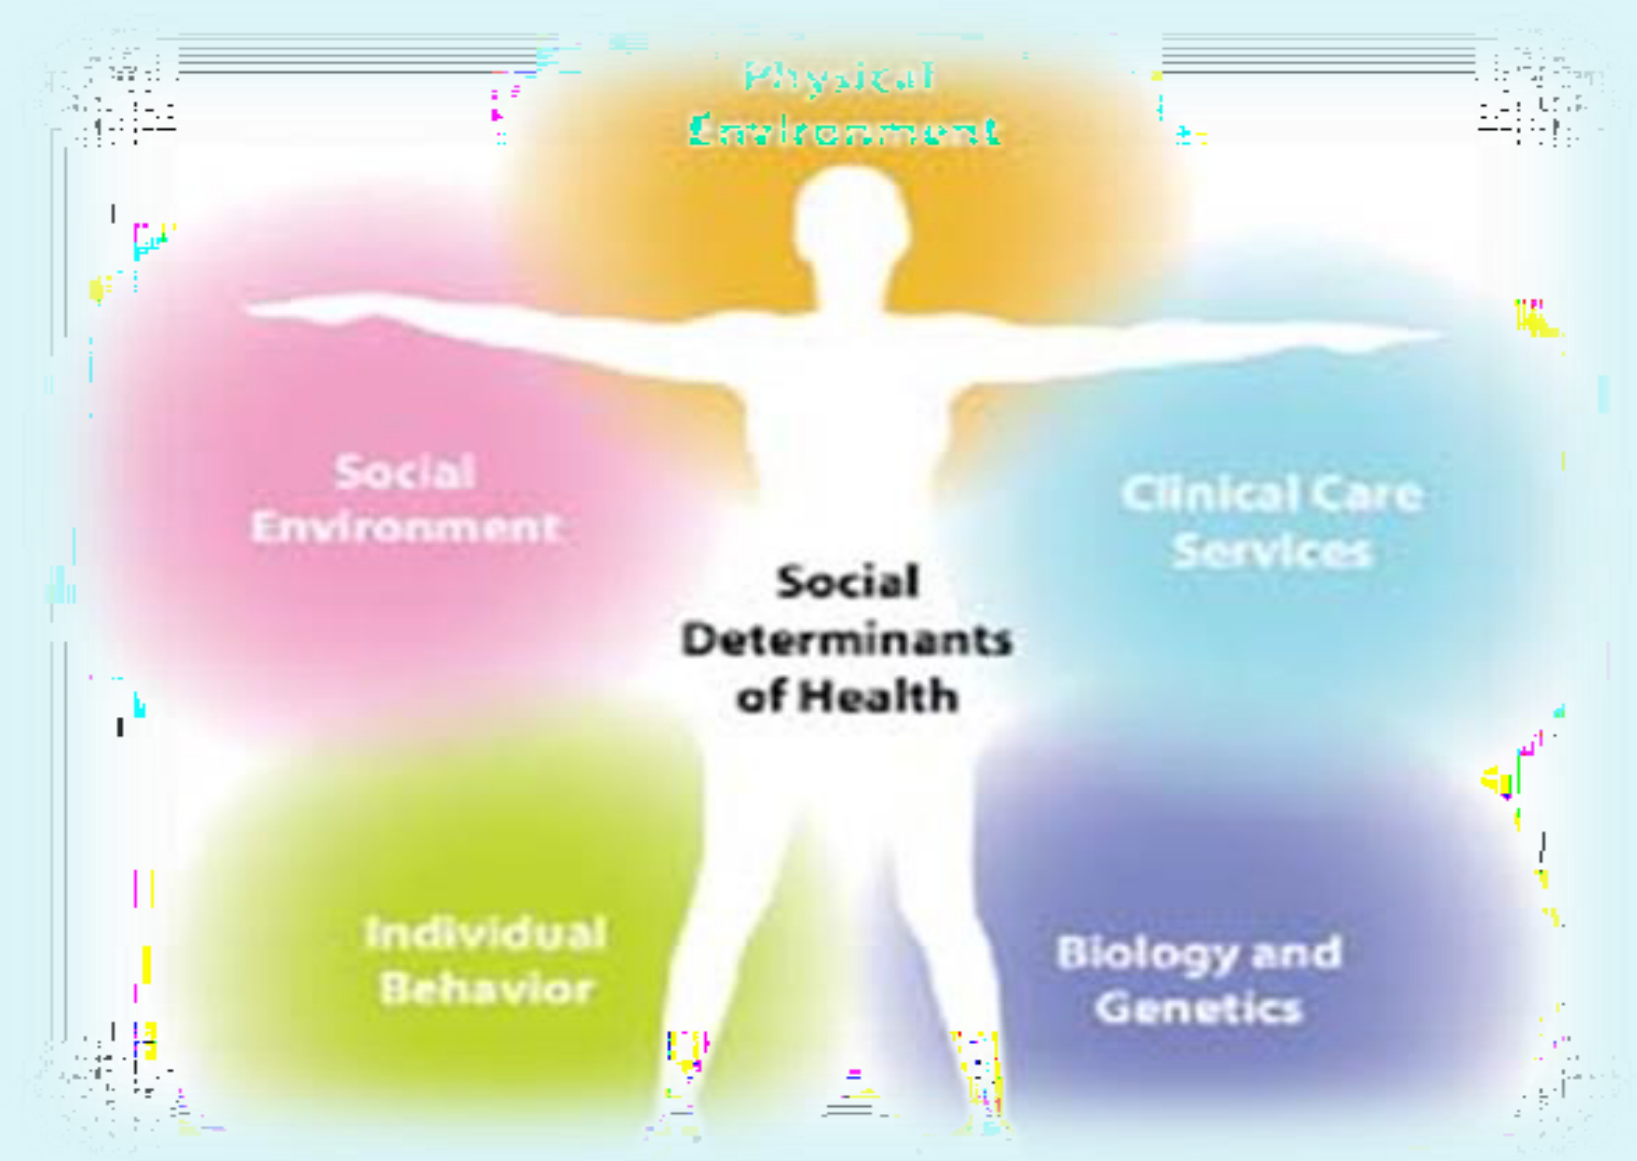 Physical
Environment
Social
Environment
Clinical Care
Services
Social
Determinants
of Health
Individual
Behavior
Biology and
Genetics